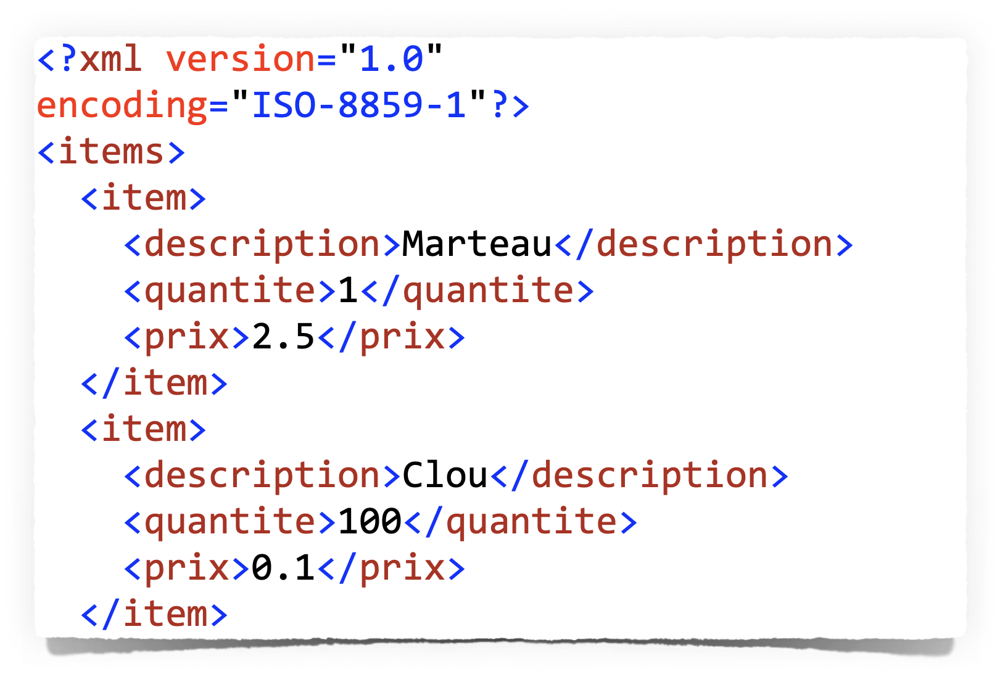 <?xml version="1.0"
encoding="ISO-8859-1"?>
<items>
  <item>
    <description>Marteau</description>
    <quantite>1</quantite>
    <prix>2.5</prix>
  </item>
  <item>
    <description>Clou</description>
    <quantite>100</quantite>
    <prix>0.1</prix>
  </item>